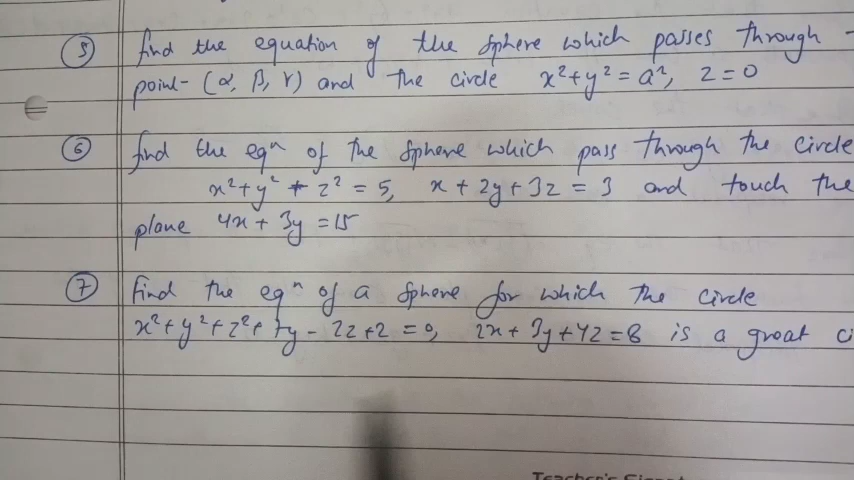 ⑤ find the equation of the sphere which passes through
point- (α, β, γ) and the circle x²+y² = a², z=0
⑥ find the eqⁿ of the sphere which pass through the circle
x²+y²+z² = 5, x + 2y + 3z = 3 and touch the
plane 4x + 3y = 15
⑦ find the eqⁿ of a sphere for which the circle
x²+y²+z²+7y - 2z+2 = 0, 2x + 3y + 4z = 8 is a great ci
Teacher's Signat